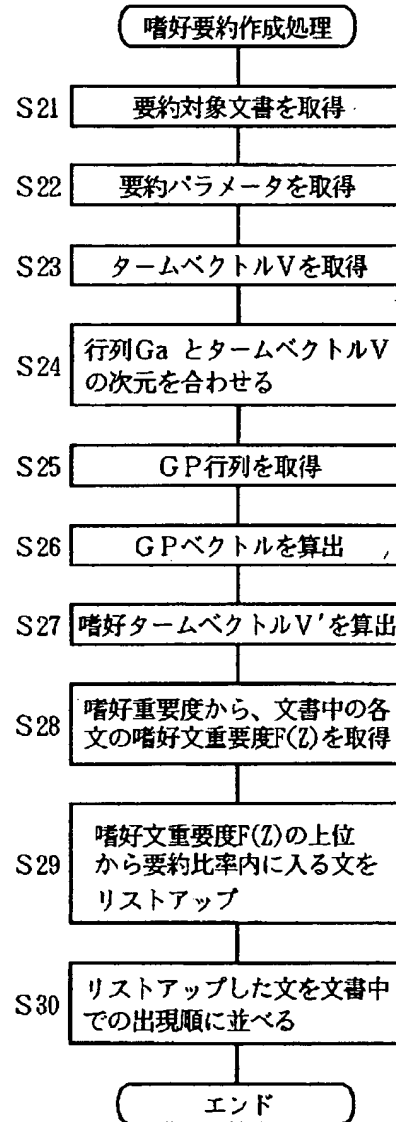 嗜好要約作成処理
S21 要約対象文書を取得
S22 要約パラメータを取得
S23 タームベクトルVを取得
S24 行列Ga とタームベクトルV
の次元を合わせる
S25 GP行列を取得
S26 GPベクトルを算出
S27 嗜好タームベクトルV'を算出
S28 嗜好重要度から、文書中の各
文の嗜好文重要度F(Z)を取得
S29 嗜好文重要度F(Z)の上位
から要約比率内に入る文を
リストアップ
S30 リストアップした文を文書中
での出現順に並べる
エンド